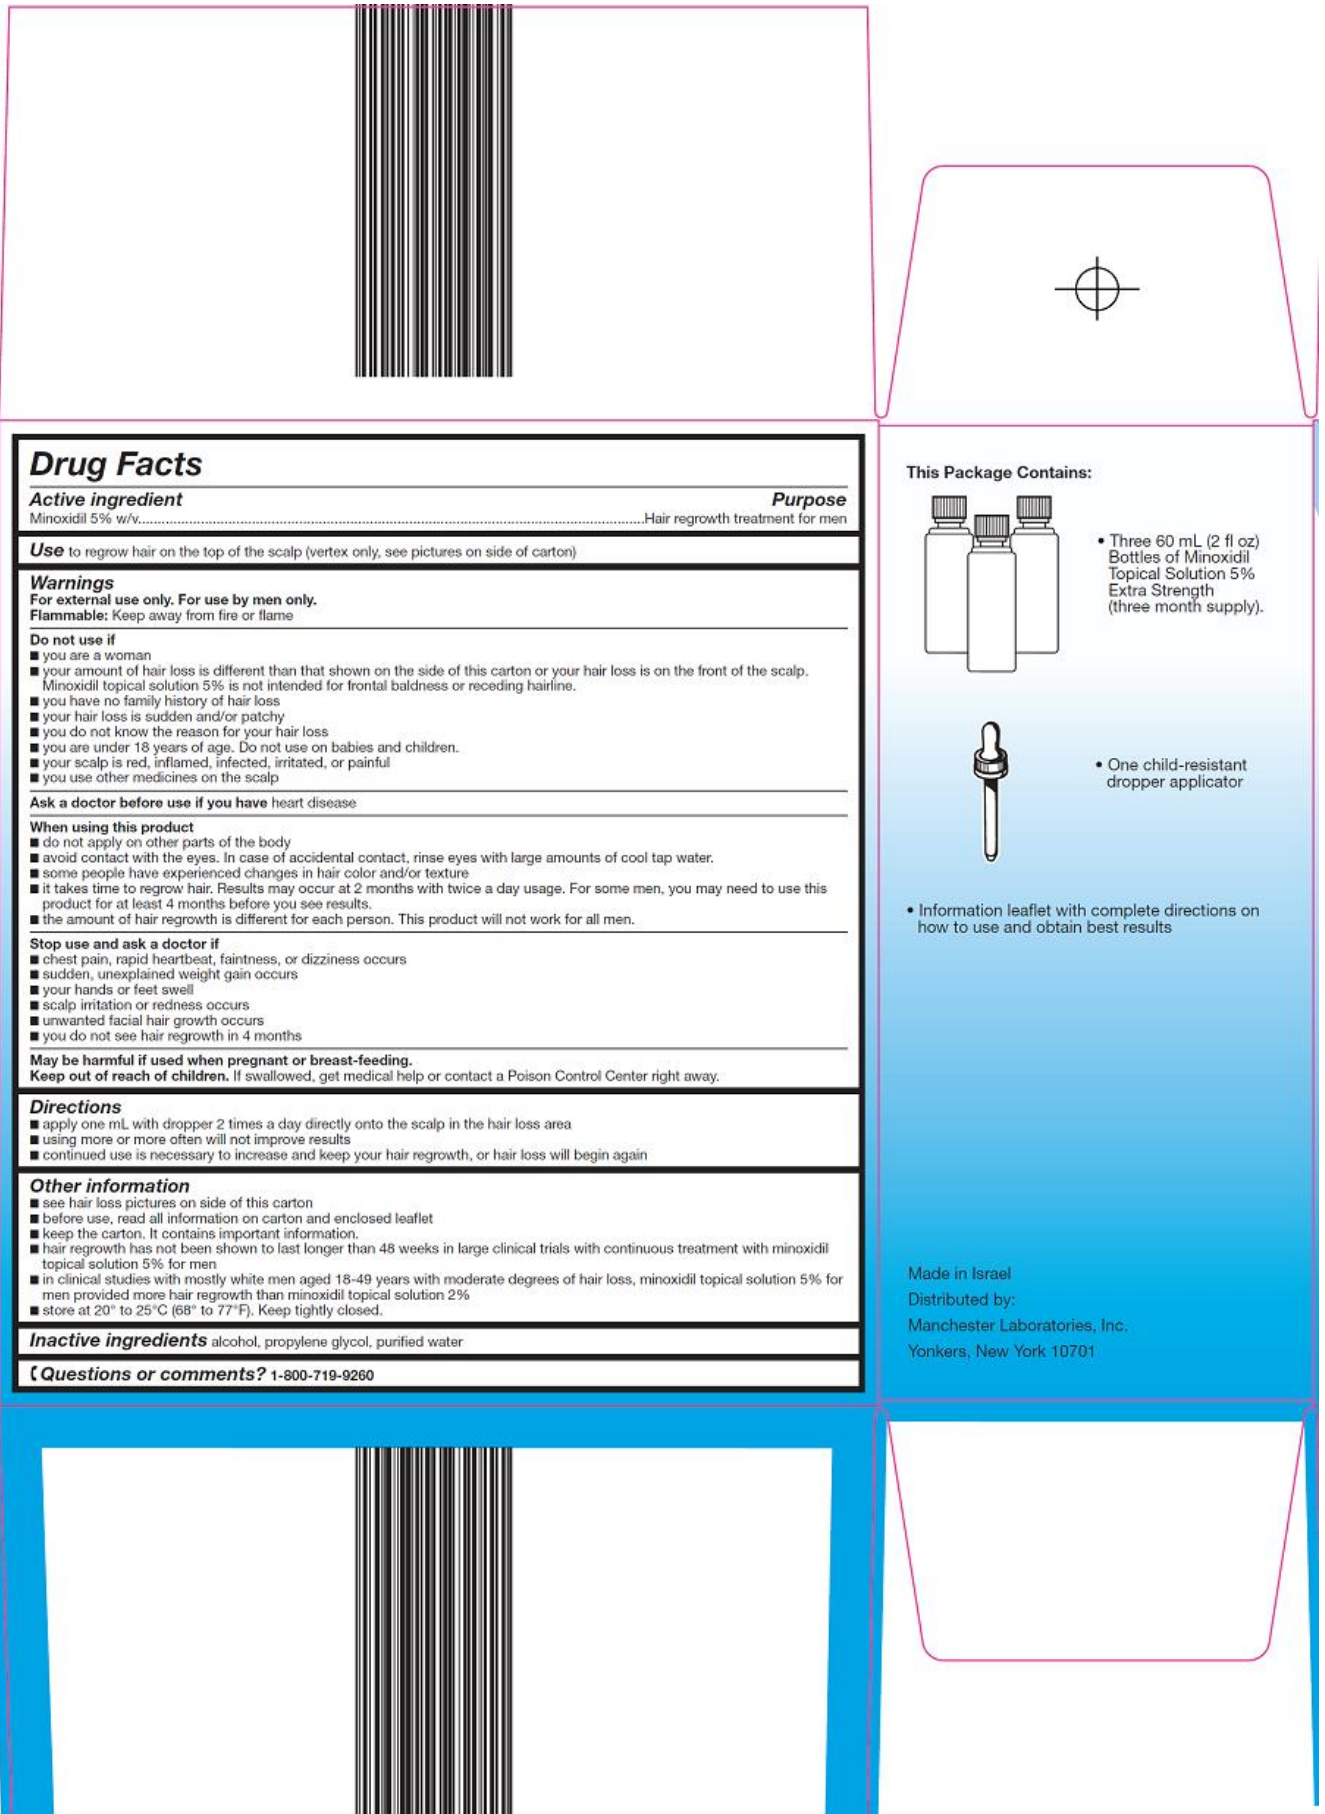 Drug Facts
Active ingredient Purpose
Minoxidil 5% w/v..........Hair regrowth treatment for men
Use to regrow hair on the top of the scalp (vertex only, see pictures on side of carton)
Warnings
For external use only. For use by men only.
Flammable: Keep away from fire or flame
Do not use if
■ you are a woman
■ your amount of hair loss is different than that shown on the side of this carton or your hair loss is on the front of the scalp.
Minoxidil topical solution 5% is not intended for frontal baldness or receding hairline.
■ you have no family history of hair loss
■ your hair loss is sudden and/or patchy
■ you do not know the reason for your hair loss
■ you are under 18 years of age. Do not use on babies and children.
■ your scalp is red, inflamed, infected, irritated, or painful
■ you use other medicines on the scalp
Ask a doctor before use if you have heart disease
When using this product
■ do not apply on other parts of the body
■ avoid contact with the eyes. In case of accidental contact, rinse eyes with large amounts of cool tap water.
■ some people have experienced changes in hair color and/or texture
■ it takes time to regrow hair. Results may occur at 2 months with twice a day usage. For some men, you may need to use this
product for at least 4 months before you see results.
■ the amount of hair regrowth is different for each person. This product will not work for all men.
Stop use and ask a doctor if
■ chest pain, rapid heartbeat, faintness, or dizziness occurs
■ sudden, unexplained weight gain occurs
■ your hands or feet swell
■ scalp irritation or redness occurs
■ unwanted facial hair growth occurs
■ you do not see hair regrowth in 4 months
May be harmful if used when pregnant or breast-feeding.
Keep out of reach of children. If swallowed, get medical help or contact a Poison Control Center right away.
Directions
■ apply one mL with dropper 2 times a day directly onto the scalp in the hair loss area
■ using more or more often will not improve results
■ continued use is necessary to increase and keep your hair regrowth, or hair loss will begin again
Other information
■ see hair loss pictures on side of this carton
■ before use, read all information on carton and enclosed leaflet
■ keep the carton. It contains important information.
■ hair regrowth has not been shown to last longer than 48 weeks in large clinical trials with continuous treatment with minoxidil
topical solution 5% for men
■ in clinical studies with mostly white men aged 18-49 years with moderate degrees of hair loss, minoxidil topical solution 5% for
men provided more hair regrowth than minoxidil topical solution 2%
■ store at 20° to 25°C (68° to 77°F). Keep tightly closed.
Inactive ingredients alcohol, propylene glycol, purified water
Questions or comments? 1-800-719-9260
This Package Contains:
• Three 60 mL (2 fl oz)
Bottles of Minoxidil
Topical Solution 5%
Extra Strength
(three month supply).
• One child-resistant
dropper applicator
• Information leaflet with complete directions on
how to use and obtain best results
Made in Israel
Distributed by:
Manchester Laboratories, Inc.
Yonkers, New York 10701